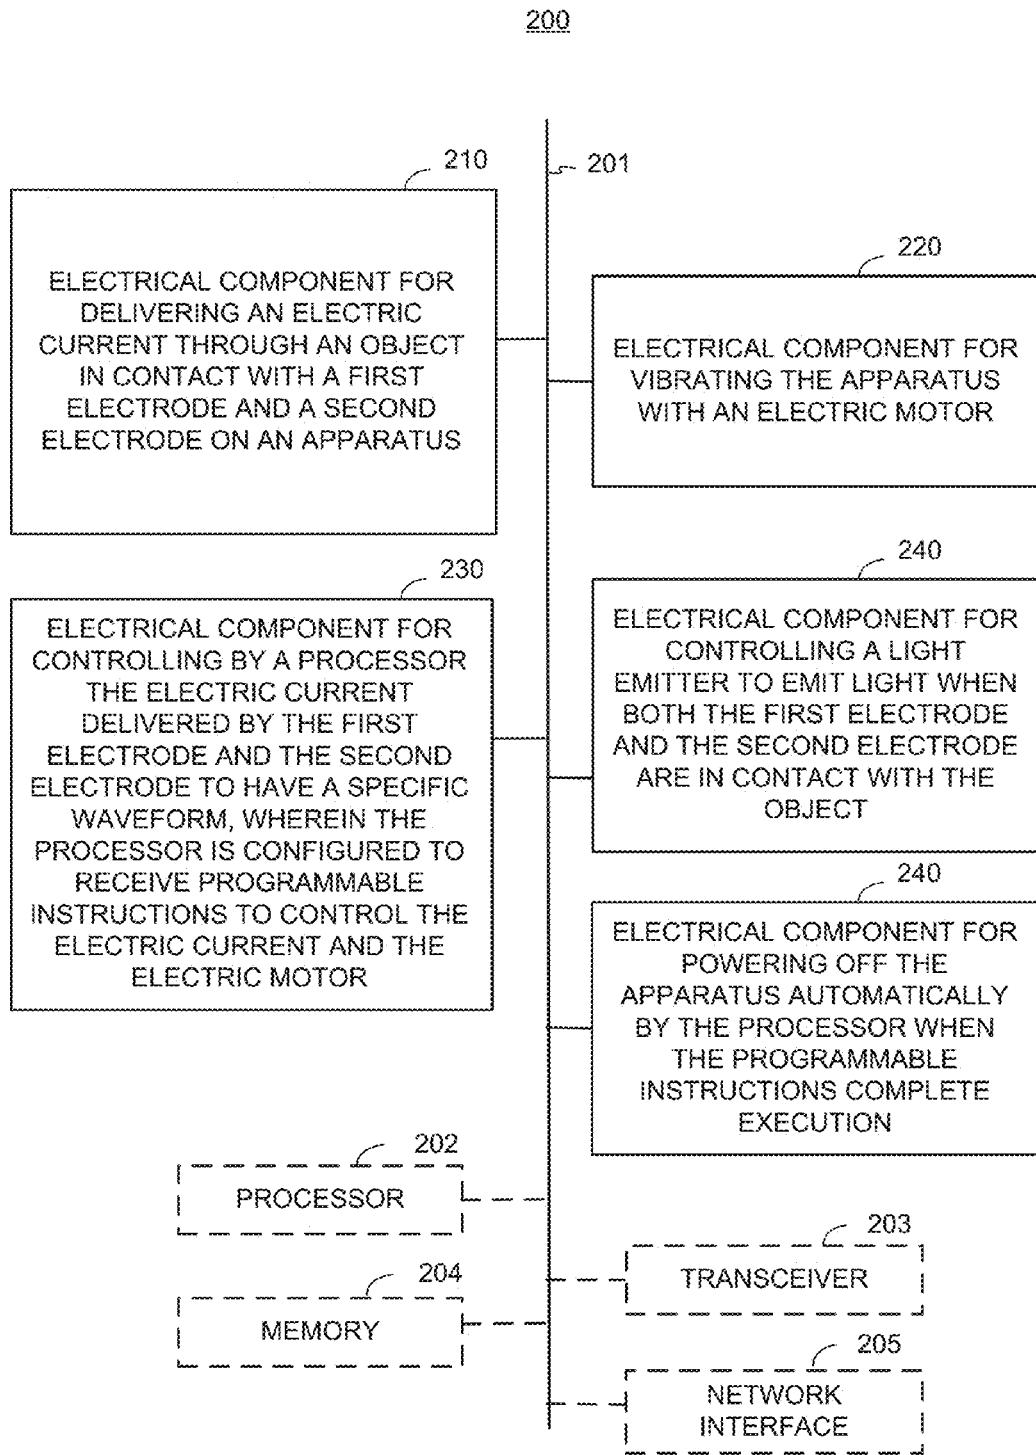 200
201
210
ELECTRICAL COMPONENT FOR
DELIVERING AN ELECTRIC
CURRENT THROUGH AN OBJECT
IN CONTACT WITH A FIRST
ELECTRODE AND A SECOND
ELECTRODE ON AN APPARATUS
220
ELECTRICAL COMPONENT FOR
VIBRATING THE APPARATUS
WITH AN ELECTRIC MOTOR
230
ELECTRICAL COMPONENT FOR
CONTROLLING BY A PROCESSOR
THE ELECTRIC CURRENT
DELIVERED BY THE FIRST
ELECTRODE AND THE SECOND
ELECTRODE TO HAVE A SPECIFIC
WAVEFORM, WHEREIN THE
PROCESSOR IS CONFIGURED TO
RECEIVE PROGRAMMABLE
INSTRUCTIONS TO CONTROL THE
ELECTRIC CURRENT AND THE
ELECTRIC MOTOR
240
ELECTRICAL COMPONENT FOR
CONTROLLING A LIGHT
EMITTER TO EMIT LIGHT WHEN
BOTH THE FIRST ELECTRODE
AND THE SECOND ELECTRODE
ARE IN CONTACT WITH THE
OBJECT
240
ELECTRICAL COMPONENT FOR
POWERING OFF THE
APPARATUS AUTOMATICALLY
BY THE PROCESSOR WHEN
THE PROGRAMMABLE
INSTRUCTIONS COMPLETE
EXECUTION
202
PROCESSOR
203
TRANSCEIVER
204
MEMORY
205
NETWORK
INTERFACE